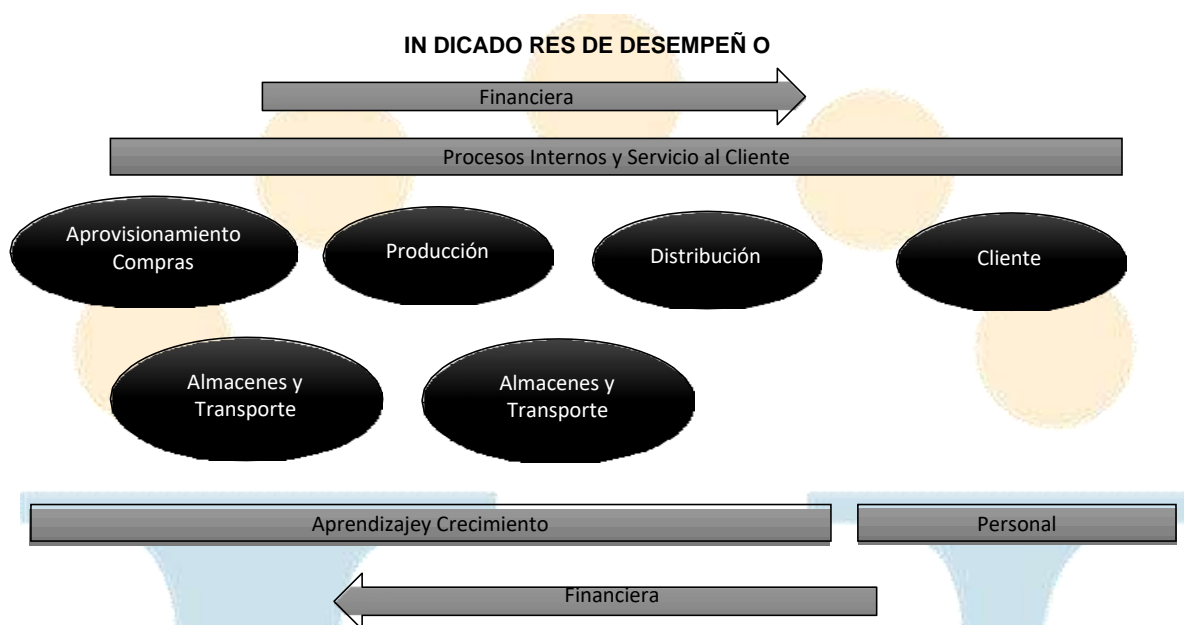 IN DICADO RES DE DESEMPEÑ O
Financiera
Procesos Internos y Servicio al Cliente
Aprovisionamiento
Compras
Producción
Distribución
Cliente
Almacenes y
Transporte
Almacenes y
Transporte
Aprendizajey Crecimiento
Personal
Financiera